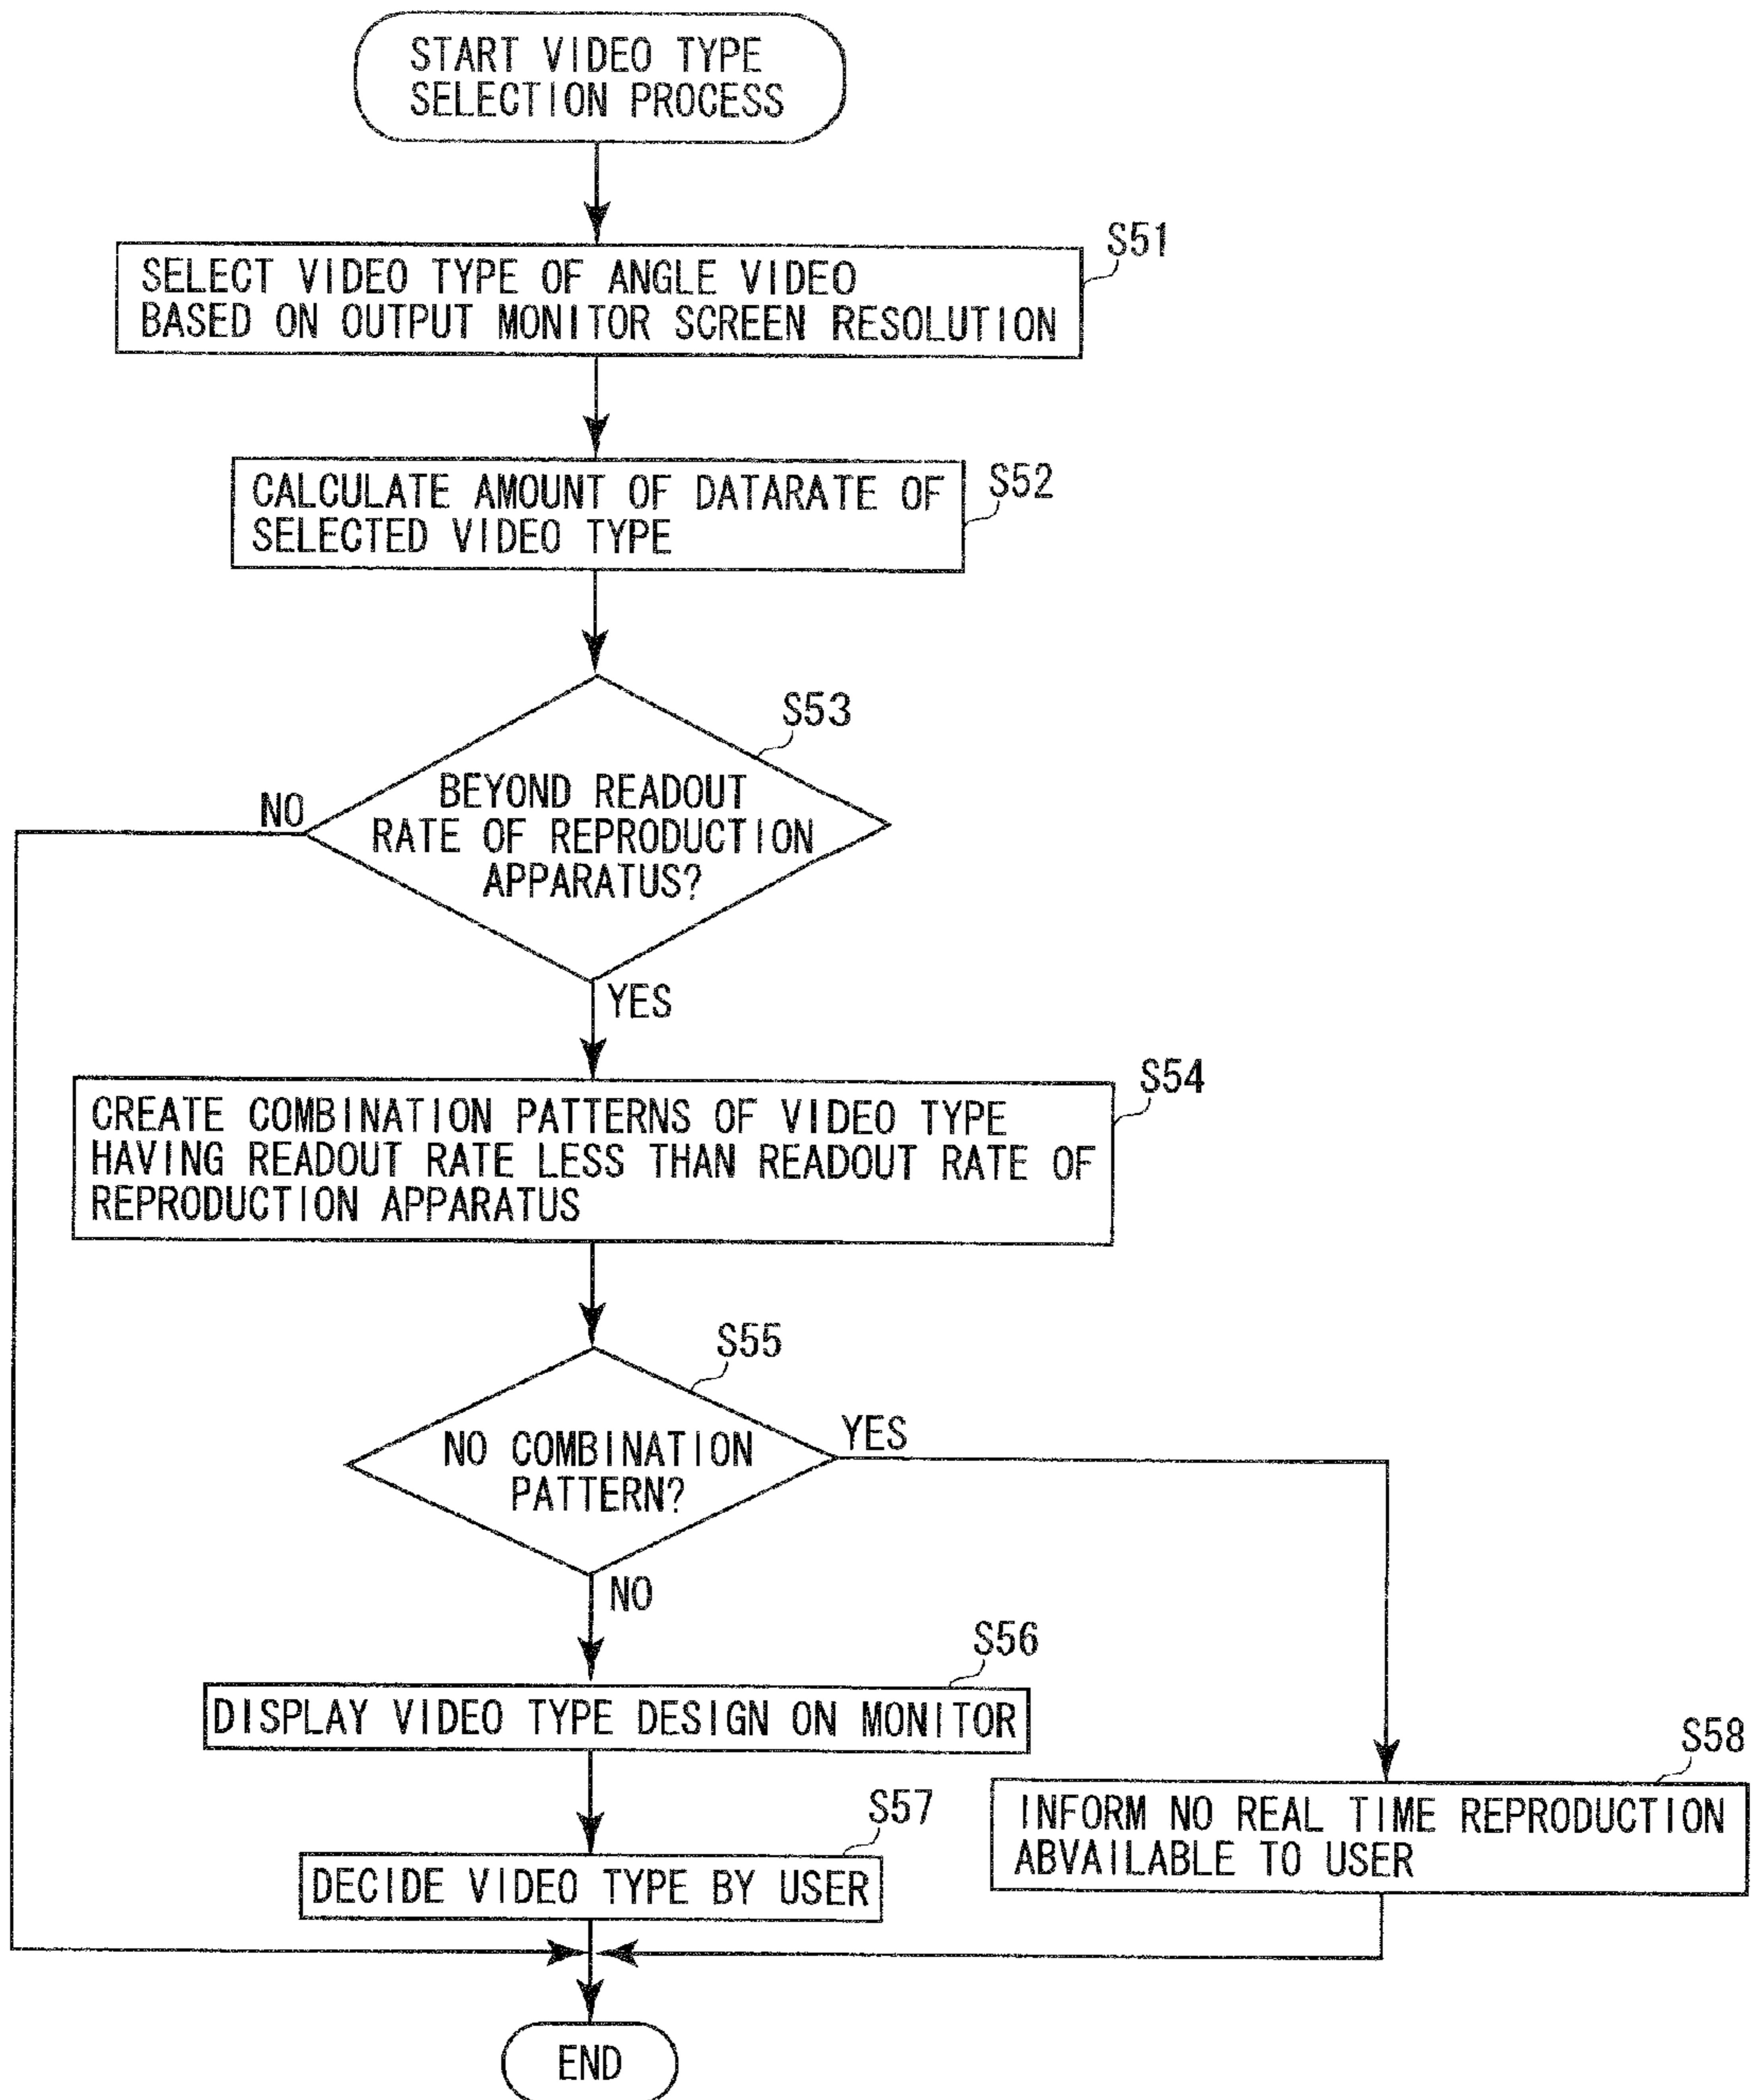 START VIDEO TYPE
SELECTION PROCESS
S51
SELECT VIDEO TYPE OF ANGLE VIDEO
BASED ON OUTPUT MONITOR SCREEN RESOLUTION
S52
CALCULATE AMOUNT OF DATARATE OF
SELECTED VIDEO TYPE
S53
BEYOND READOUT
RATE OF REPRODUCTION
APPARATUS?
NO
YES
S54
CREATE COMBINATION PATTERNS OF VIDEO TYPE
HAVING READOUT RATE LESS THAN READOUT RATE OF
REPRODUCTION APPARATUS
S55
NO COMBINATION
PATTERN?
YES
NO
S56
DISPLAY VIDEO TYPE DESIGN ON MONITOR
S57
DECIDE VIDEO TYPE BY USER
S58
INFORM NO REAL TIME REPRODUCTION
ABVAILABLE TO USER
END